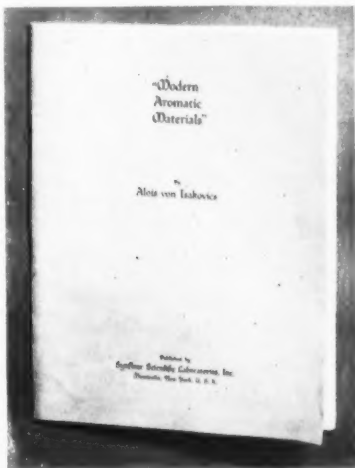 "Modern
Aromatic
Materials"
By
Alois von Isakovics
Published by
Synfleur Scientific Laboratories, Inc.
Monticello, New York, U. S. A.